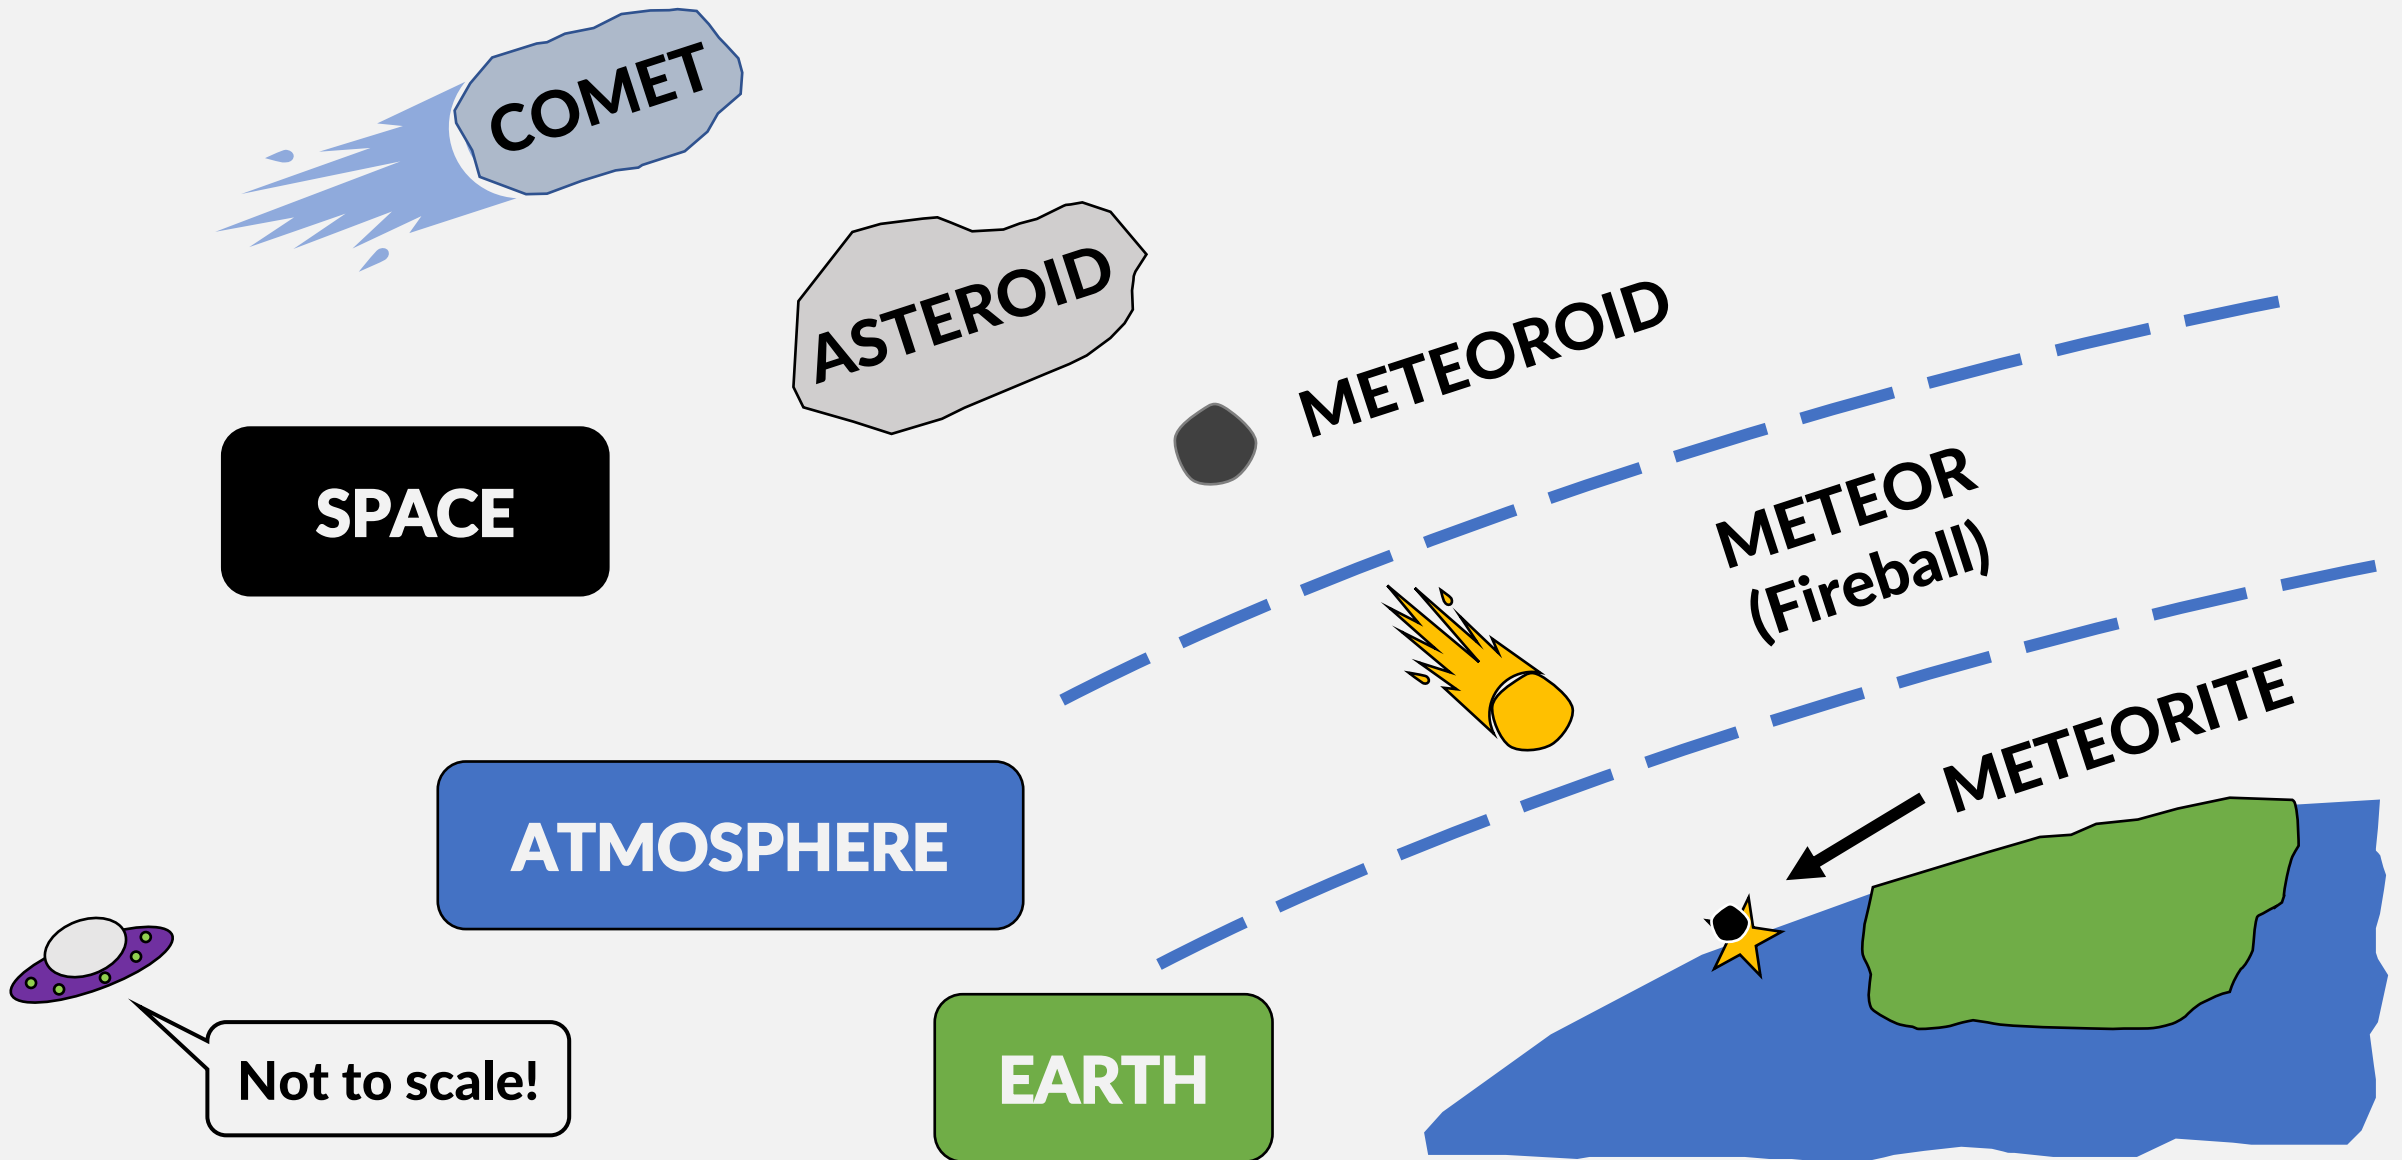 COMET
ASTEROID
METEOROID
SPACE
METEOR
(Fireball)
METEORITE
ATMOSPHERE
Not to scale!
EARTH